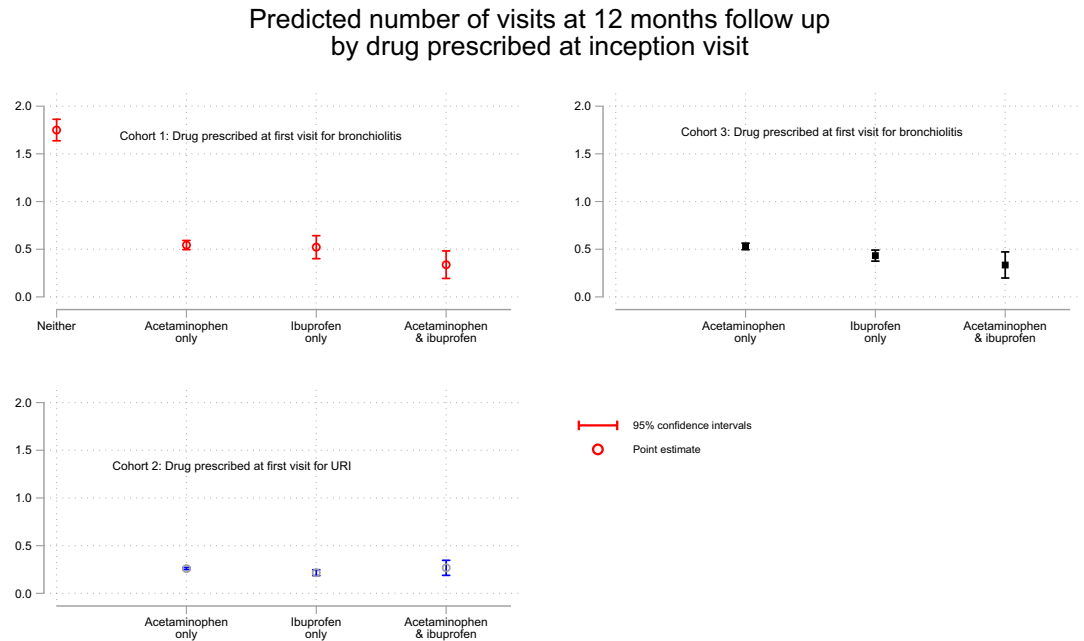 Predicted number of visits at 12 months follow up
by drug prescribed at inception visit
2.0
1.5
1.0
0.5
0.0
Cohort 1: Drug prescribed at first visit for bronchiolitis
Neither
Acetaminophen
only
Ibuprofen
only
Acetaminophen
& ibuprofen
2.0
1.5
1.0
0.5
0.0
Cohort 3: Drug prescribed at first visit for bronchiolitis
Acetaminophen
only
Ibuprofen
only
Acetaminophen
& ibuprofen
2.0
1.5
1.0
0.5
0.0
Cohort 2: Drug prescribed at first visit for URI
Acetaminophen
only
Ibuprofen
only
Acetaminophen
& ibuprofen
95% confidence intervals
Point estimate